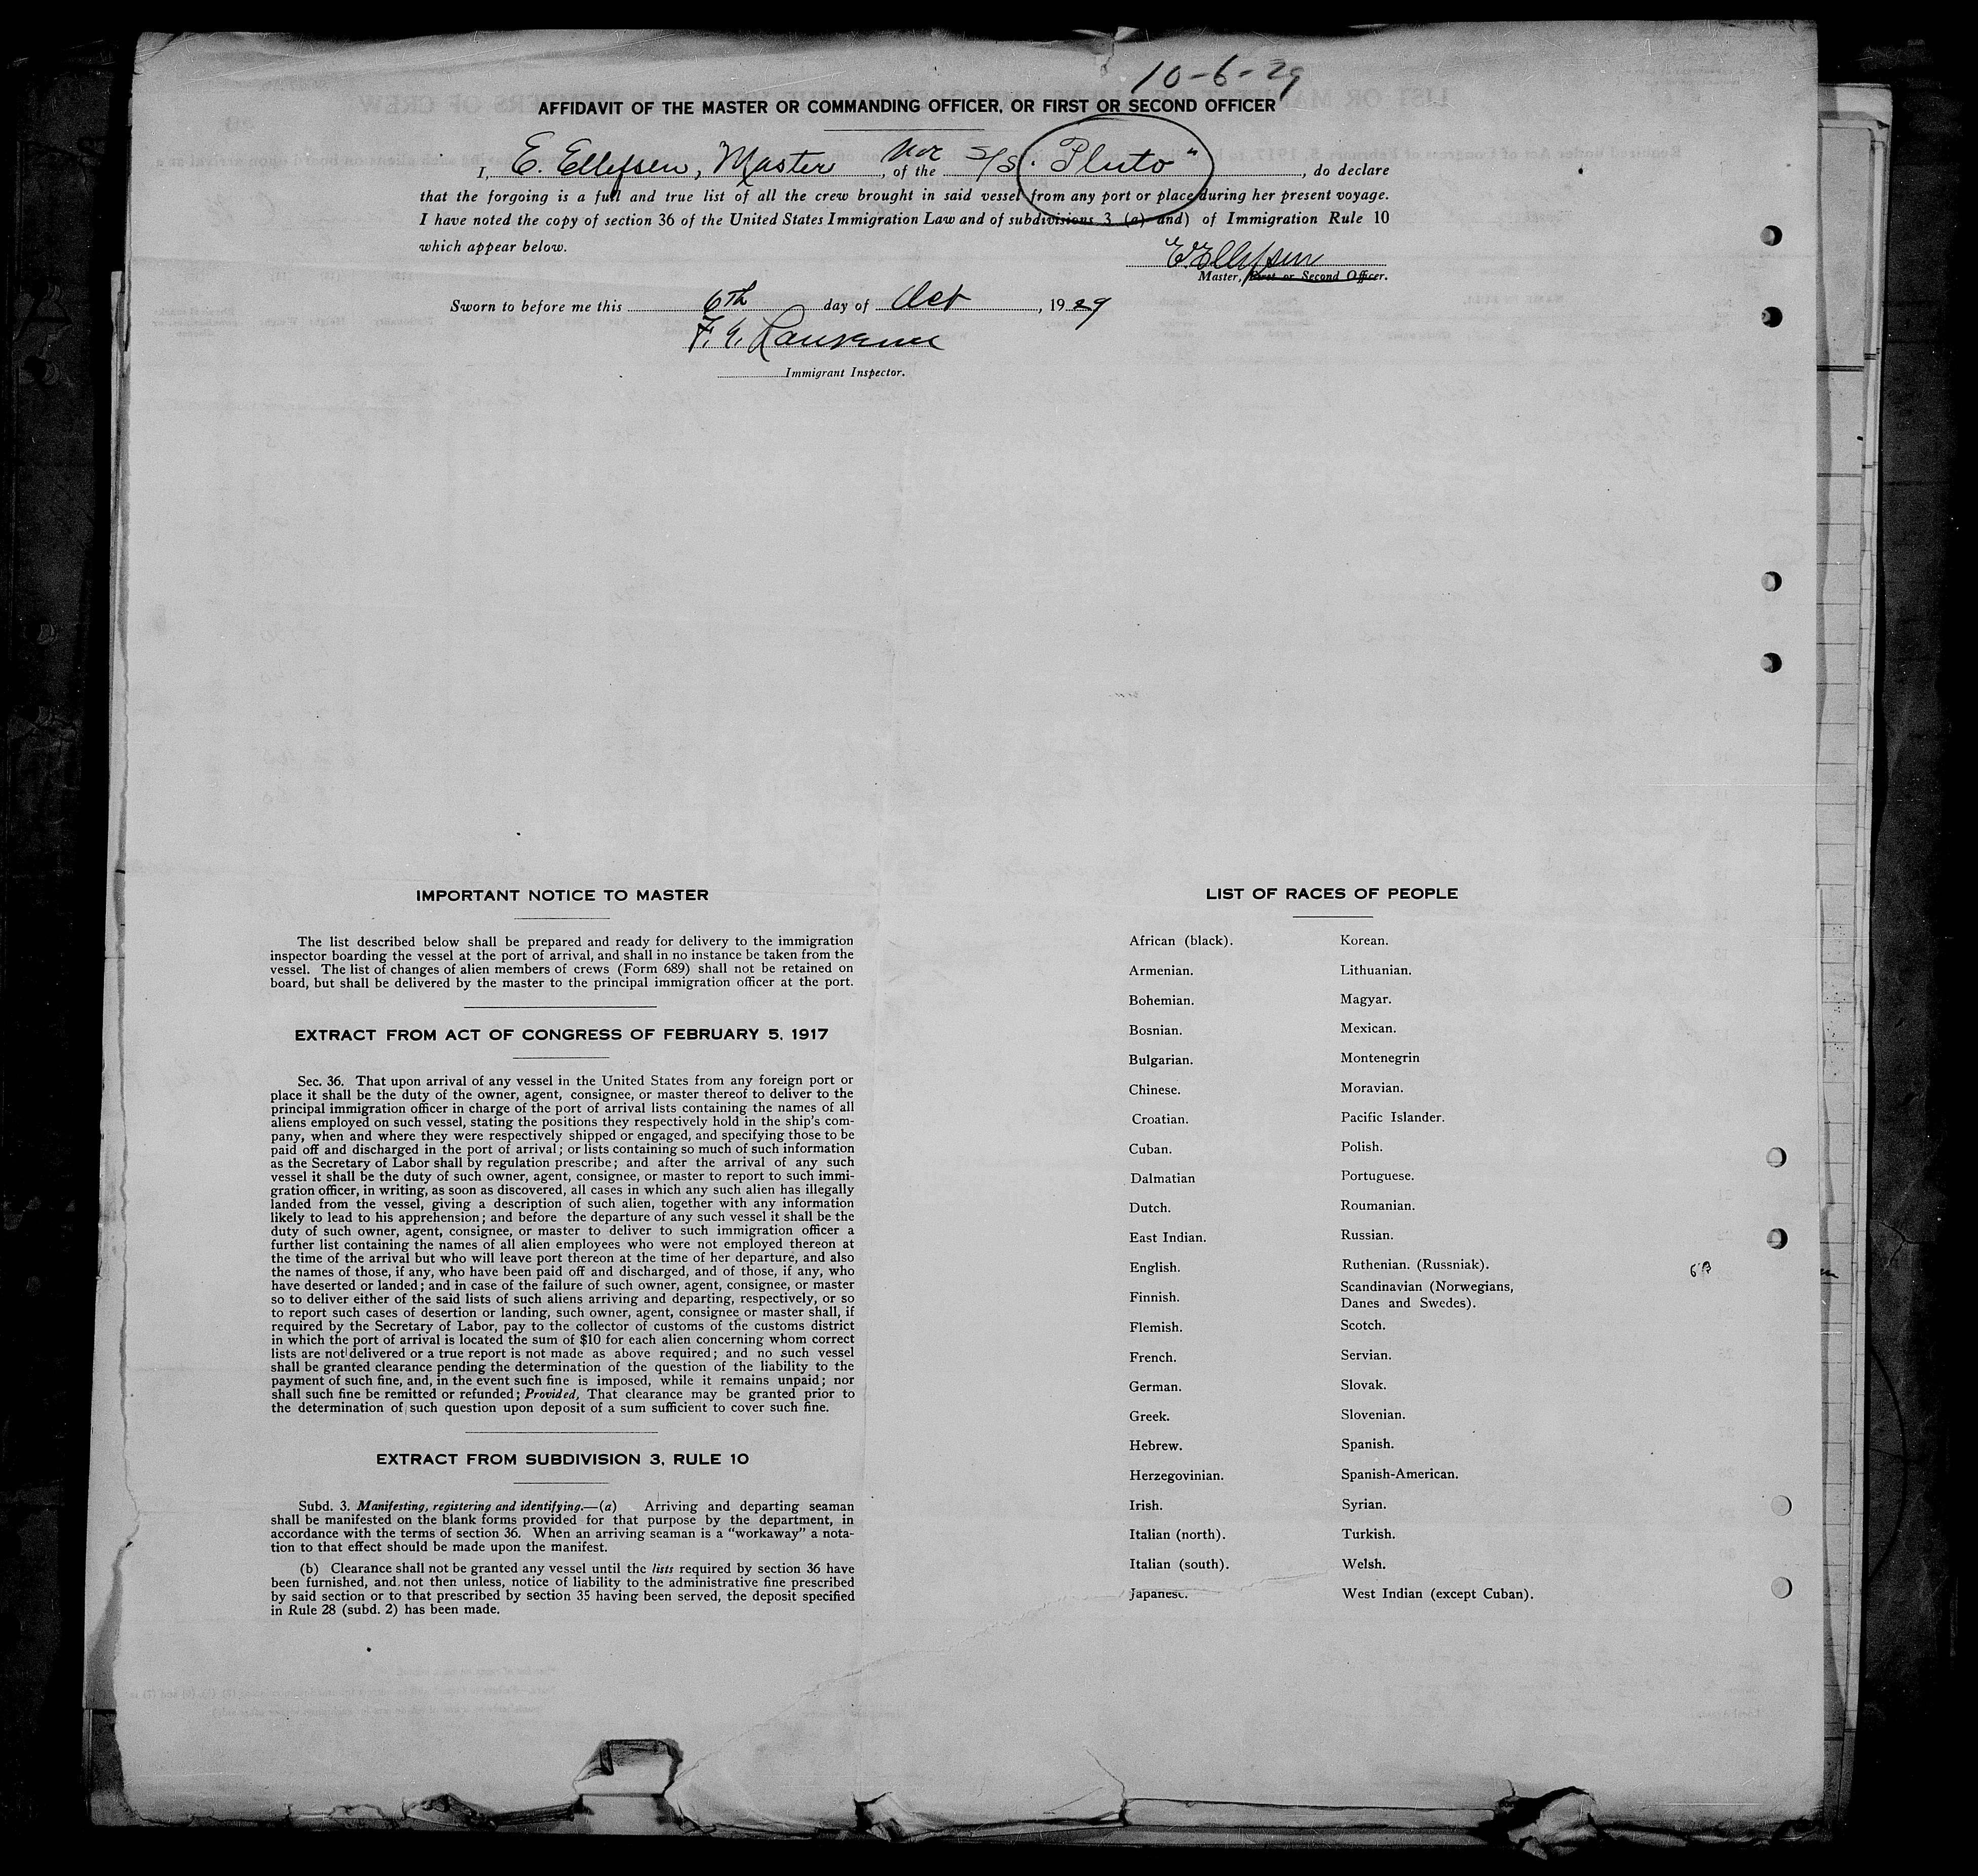 10-6-29
AFFIDAVIT OF THE MASTER OR COMMANDING OFFICER, OR FIRST OR SECOND OFFICER
I, E. Ellefsen, Master Nor , of the S/S. "Pluto" , do declare
that the forgoing is a full and true list of all the crew brought in said vessel from any port or place during her present voyage.
I have noted the copy of section 36 of the United States Immigration Law and of subdivisions 3 (a) and) of Immigration Rule 10
which appear below.
E. Ellefsen
Master, First or Second Officer.
Sworn to before me this 6th day of Oct , 1929
Immigrant Inspector.
IMPORTANT NOTICE TO MASTER
The list described below shall be prepared and ready for delivery to the immigration
inspector boarding the vessel at the port of arrival, and shall in no instance be taken from the
vessel. The list of changes of alien members of crews (Form 689) shall not be retained on
board, but shall be delivered by the master to the principal immigration officer at the port.
EXTRACT FROM ACT OF CONGRESS OF FEBRUARY 5, 1917
Sec. 36. That upon arrival of any vessel in the United States from any foreign port or
place it shall be the duty of the owner, agent, consignee, or master thereof to deliver to the
principal immigration officer in charge of the port of arrival lists containing the names of all
aliens employed on such vessel, stating the positions they respectively hold in the ship's com-
pany, when and where they were respectively shipped or engaged, and specifying those to be
paid off and discharged in the port of arrival; or lists containing so much of such information
as the Secretary of Labor shall by regulation prescribe; and after the arrival of any such
vessel it shall be the duty of such owner, agent, consignee, or master to report to such immi-
gration officer, in writing, as soon as discovered, all cases in which any such alien has illegally
landed from the vessel, giving a description of such alien, together with any information
likely to lead to his apprehension; and before the departure of any such vessel it shall be the
duty of such owner, agent, consignee, or master to deliver to such immigration officer a
further list containing the names of all alien employees who were not employed thereon at
the time of the arrival but who will leave port thereon at the time of her departure, and also
the names of those, if any, who have been paid off and discharged, and of those, if any, who
have deserted or landed; and in case of the failure of such owner, agent, consignee, or master
so to deliver either of the said lists of such aliens arriving and departing, respectively, or so
to report such cases of desertion or landing, such owner, agent, consignee or master shall, if
required by the Secretary of Labor, pay to the collector of customs of the customs district
in which the port of arrival is located the sum of $10 for each alien concerning whom correct
lists are not delivered or a true report is not made as above required; and no such vessel
shall be granted clearance pending the determination of the question of the liability to the
payment of such fine, and, in the event such fine is imposed, while it remains unpaid; nor
shall such fine be remitted or refunded; Provided, That clearance may be granted prior to
the determination of such question upon deposit of a sum sufficient to cover such fine.
EXTRACT FROM SUBDIVISION 3, RULE 10
Subd. 3. Manifesting, registering and identifying.—(a) Arriving and departing seaman
shall be manifested on the blank forms provided for that purpose by the department, in
accordance with the terms of section 36. When an arriving seaman is a "workaway" a nota-
tion to that effect should be made upon the manifest.
(b) Clearance shall not be granted any vessel until the lists required by section 36 have
been furnished, and not then unless, notice of liability to the administrative fine prescribed
by said section or to that prescribed by section 35 having been served, the deposit specified
in Rule 28 (subd. 2) has been made.
LIST OF RACES OF PEOPLE
African (black).
Armenian.
Bohemian.
Bosnian.
Bulgarian.
Chinese.
Croatian.
Cuban.
Dalmatian
Dutch.
East Indian.
English.
Finnish.
Flemish.
French.
German.
Greek.
Hebrew.
Herzegovinian.
Irish.
Italian (north).
Italian (south).
Japanese.
Korean.
Lithuanian.
Magyar.
Mexican.
Montenegrin
Moravian.
Pacific Islander.
Polish.
Portuguese.
Roumanian.
Russian.
Ruthenian. (Russniak).
Scandinavian (Norwegians,
Danes and Swedes).
Scotch.
Servian.
Slovak.
Slovenian.
Spanish.
Spanish-American.
Syrian.
Turkish.
Welsh.
West Indian (except Cuban).